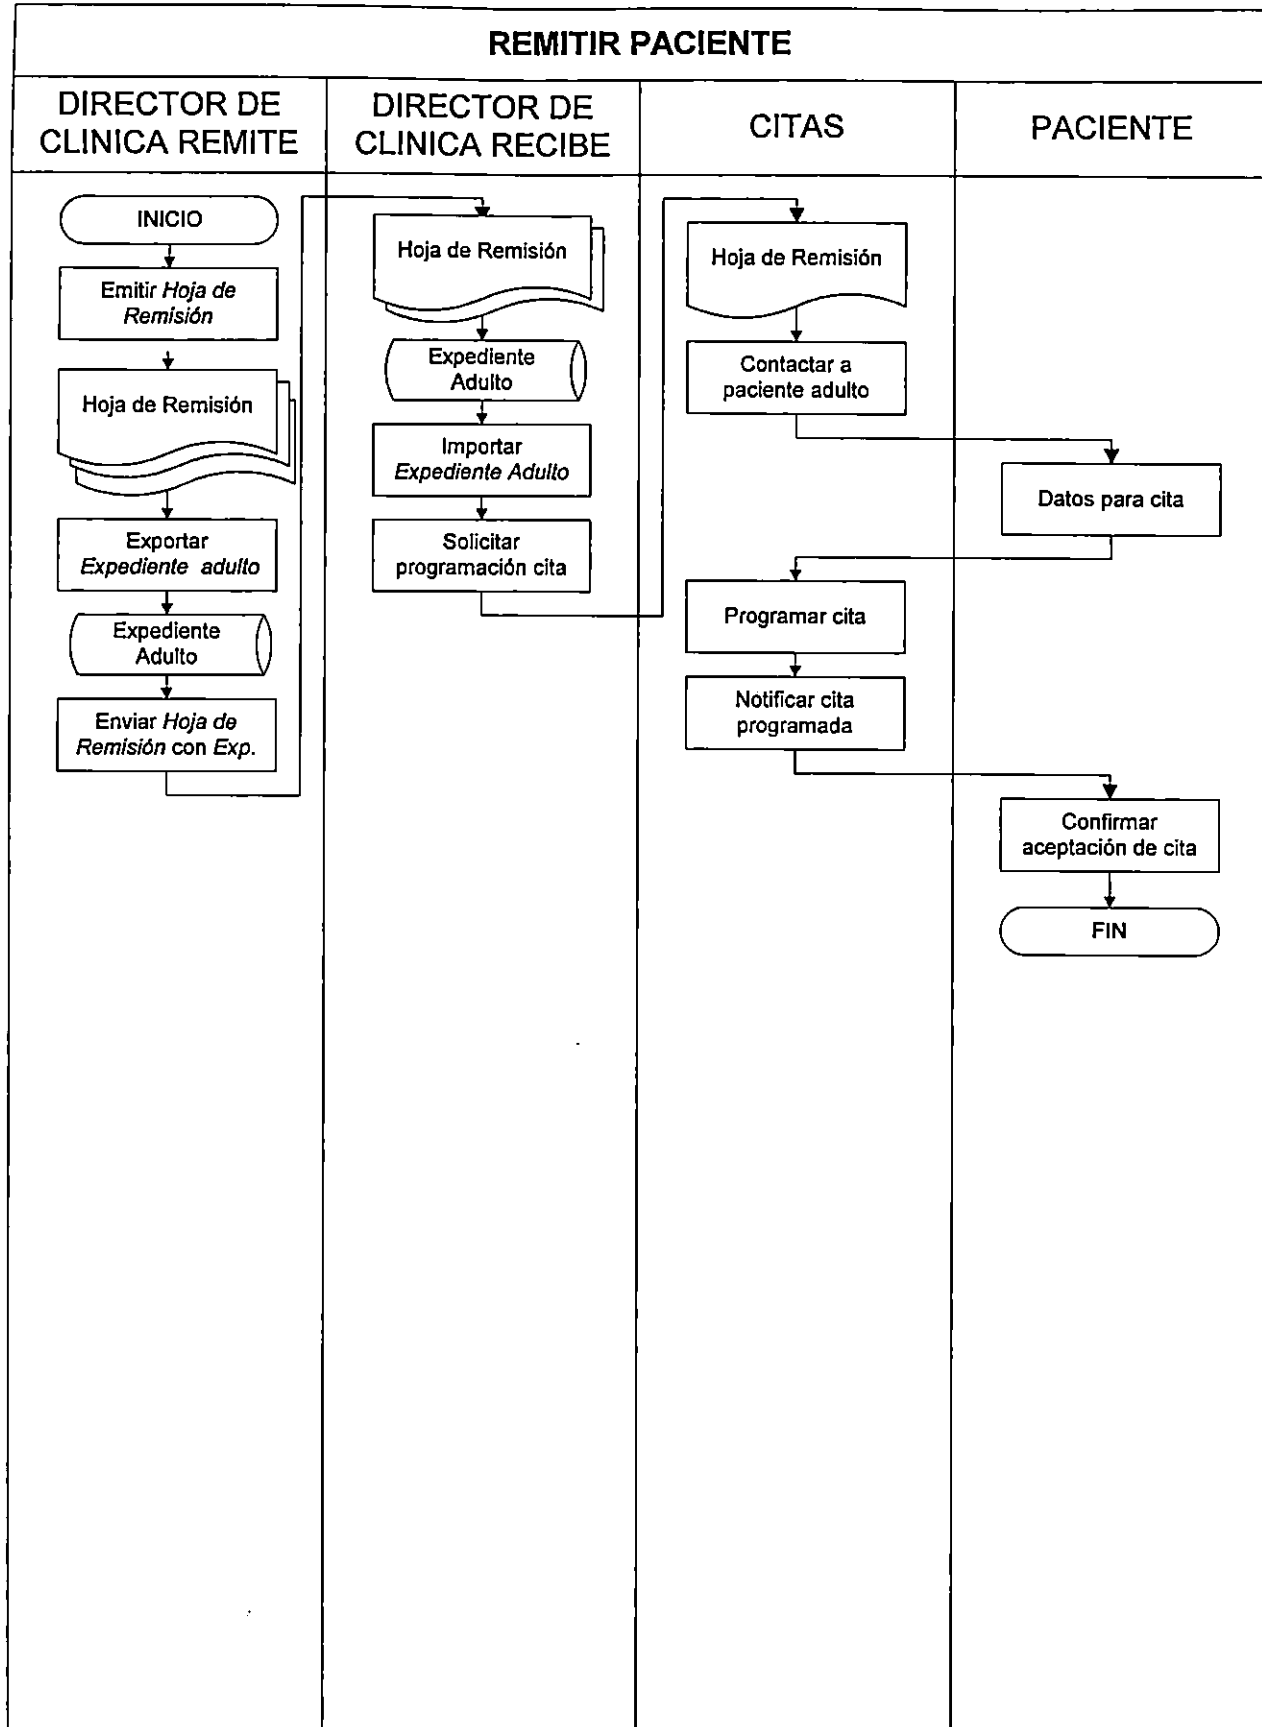 REMITIR PACIENTE
DIRECTOR DE
CLINICA REMITE
DIRECTOR DE
CLINICA RECIBE
CITAS
PACIENTE
INICIO
Emitir Hoja de
Remisión
Hoja de Remisión
Exportar
Expediente adulto
Expediente
Adulto
Enviar Hoja de
Remisión con Exp.
Hoja de Remisión
Expediente
Adulto
Importar
Expediente Adulto
Solicitar
programación cita
Hoja de Remisión
Contactar a
paciente adulto
Datos para cita
Programar cita
Notificar cita
programada
Confirmar
aceptación de cita
FIN